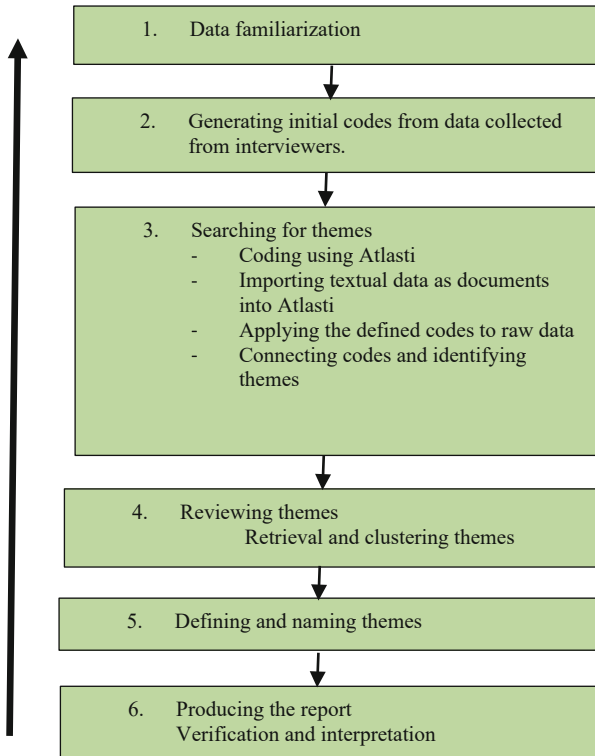 1. Data familiarization
2. Generating initial codes from data collected
from interviewers.
3. Searching for themes
- Coding using Atlasti
- Importing textual data as documents
into Atlasti
- Applying the defined codes to raw data
- Connecting codes and identifying
themes
4. Reviewing themes
Retrieval and clustering themes
5. Defining and naming themes
6. Producing the report
Verification and interpretation